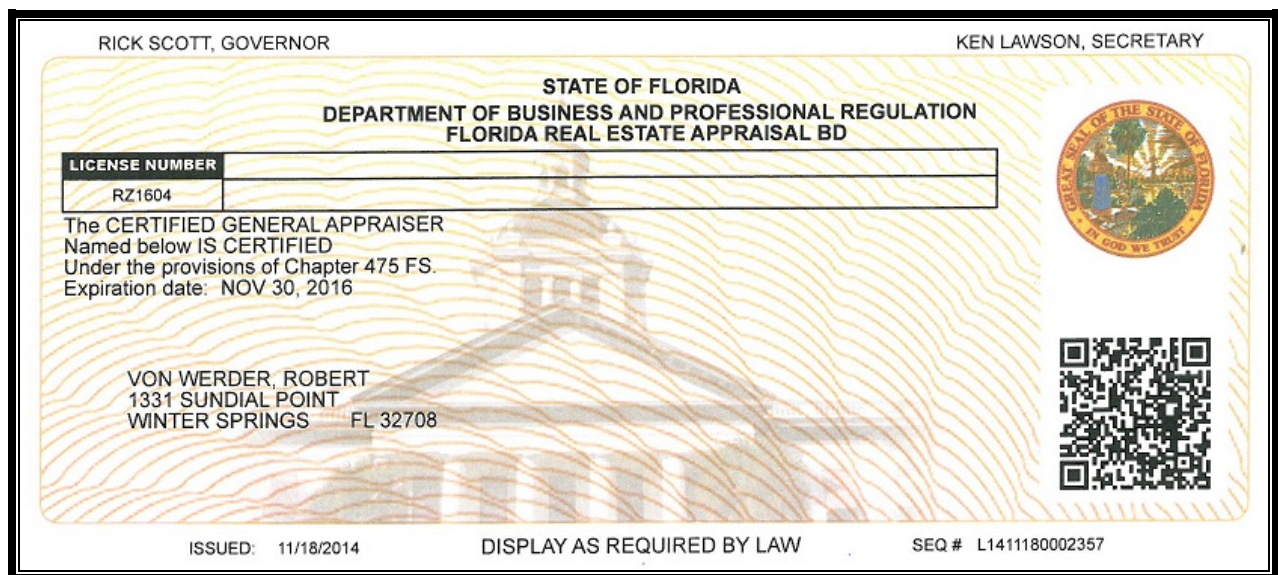 RICK SCOTT, GOVERNOR
KEN LAWSON, SECRETARY
STATE OF FLORIDA
DEPARTMENT OF BUSINESS AND PROFESSIONAL REGULATION
FLORIDA REAL ESTATE APPRAISAL BD
LICENSE NUMBER
RZ1604
The CERTIFIED GENERAL APPRAISER
Named below IS CERTIFIED
Under the provisions of Chapter 475 FS.
Expiration date: NOV 30, 2016
VON WERDER, ROBERT
1331 SUNDIAL POINT
WINTER SPRINGS FL 32708
GREAT SEAL OF THE STATE OF FLORIDA
IN GOD WE TRUST
ISSUED: 11/18/2014
DISPLAY AS REQUIRED BY LAW
SEQ # L1411180002357